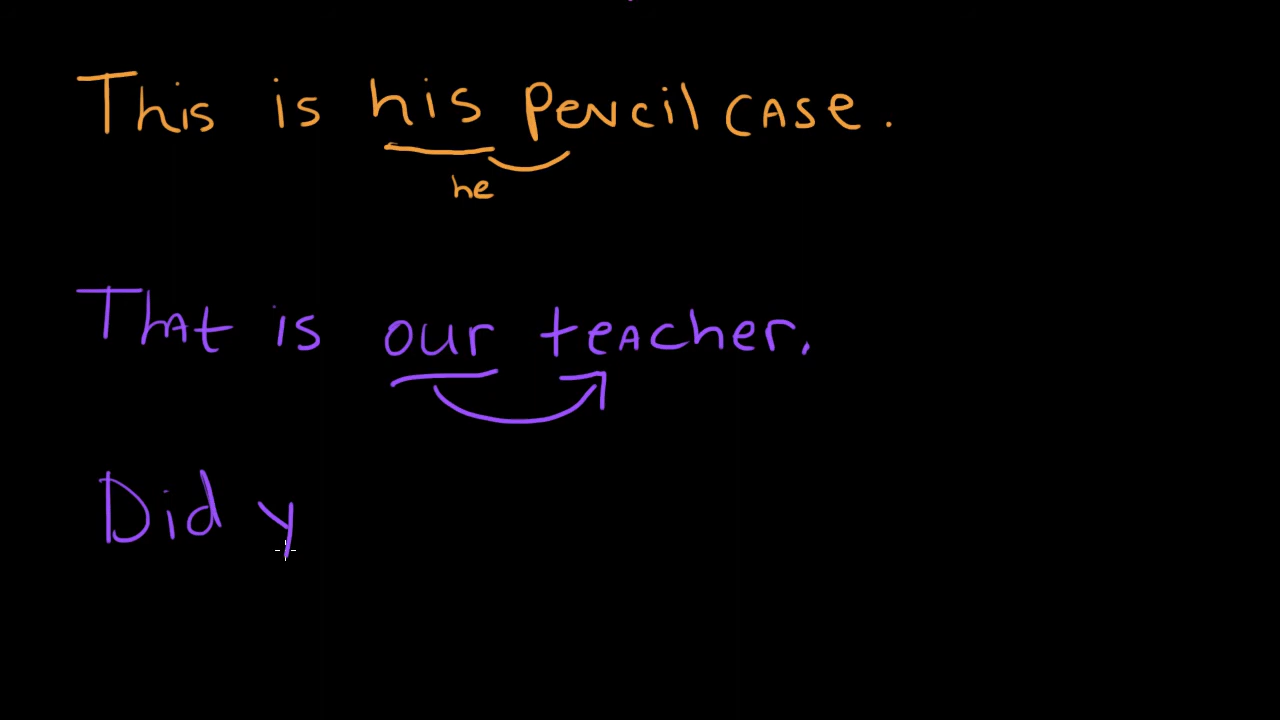 This is his pencil case.
he
That is our teacher.
Did y